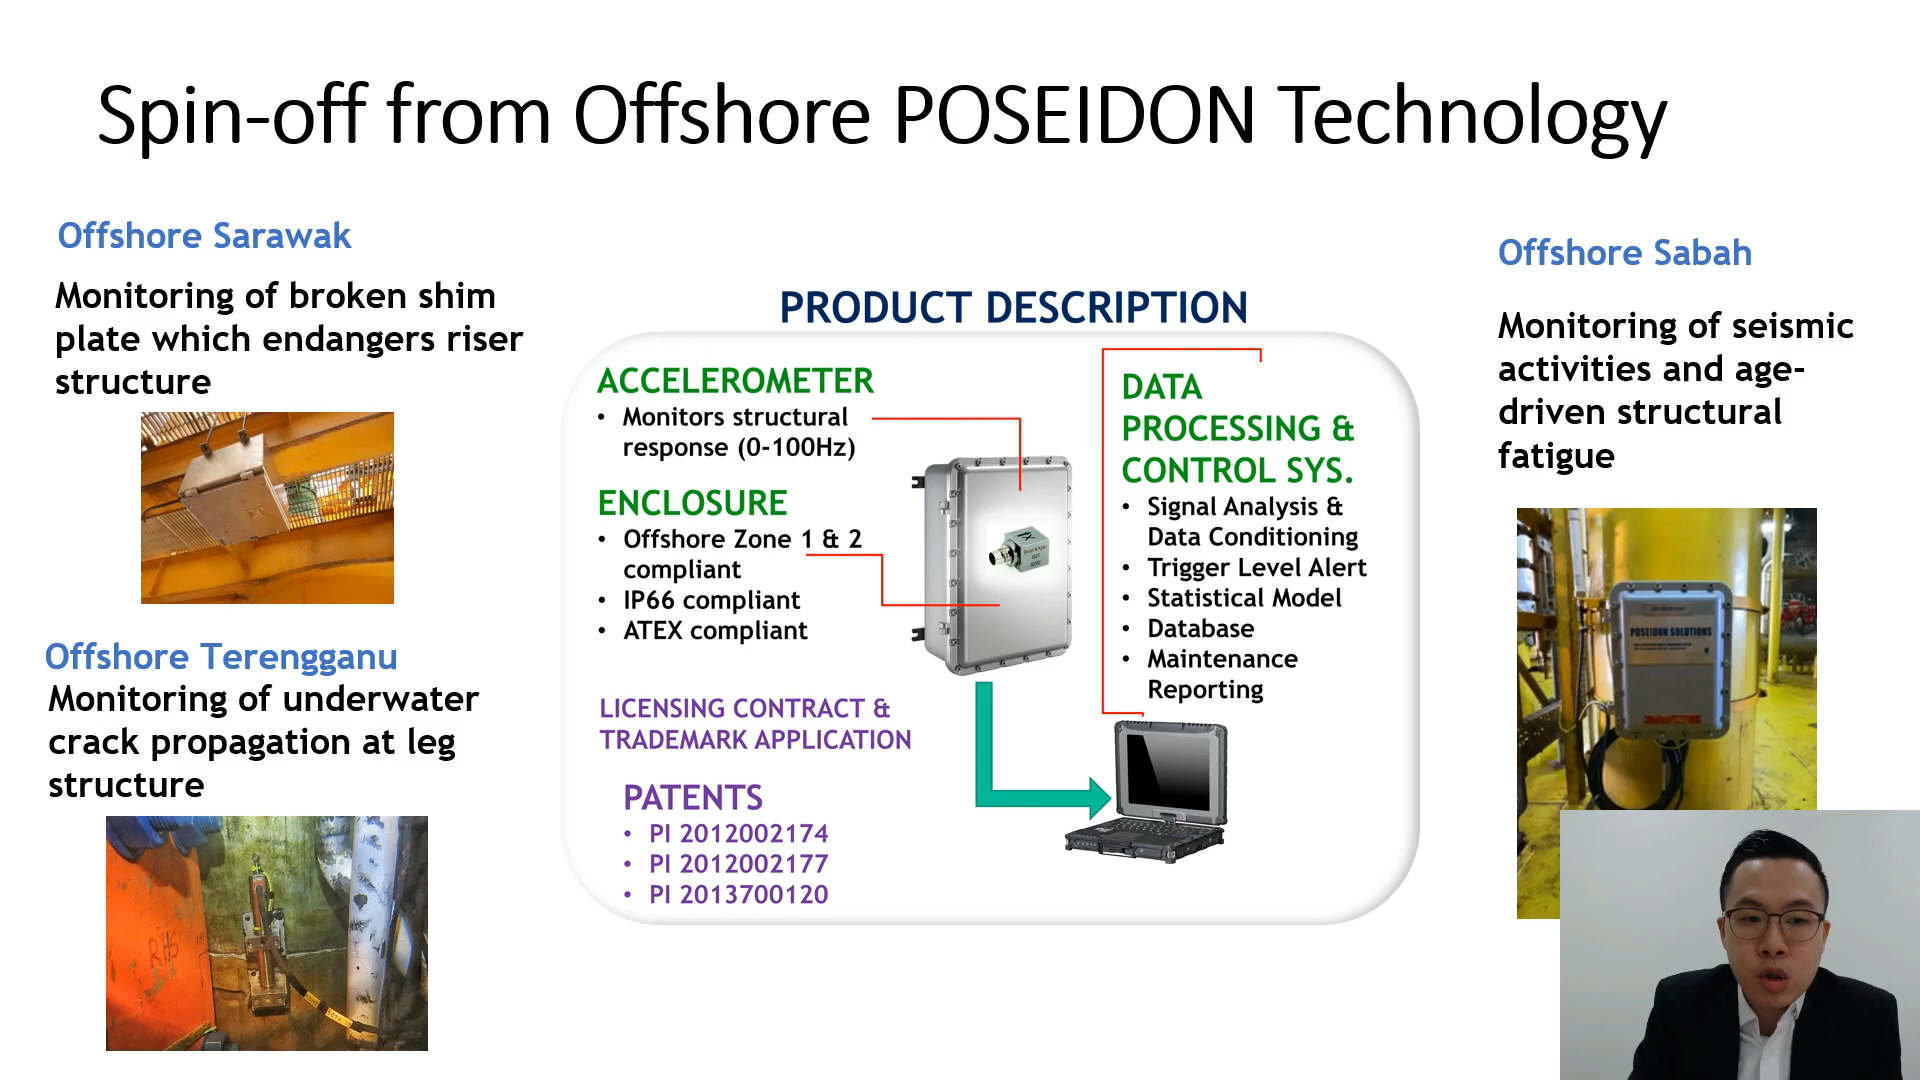 Spin-off from Offshore POSEIDON Technology
Offshore Sarawak
Monitoring of broken shim
plate which endangers riser
structure
Offshore Terengganu
Monitoring of underwater
crack propagation at leg
structure
PRODUCT DESCRIPTION
ACCELEROMETER
• Monitors structural
response (0-100Hz)
ENCLOSURE
• Offshore Zone 1 & 2
compliant
• IP66 compliant
• ATEX compliant
LICENSING CONTRACT &
TRADEMARK APPLICATION
PATENTS
• PI 2012002174
• PI 2012002177
• PI 2013700120
DATA
PROCESSING &
CONTROL SYS.
• Signal Analysis &
Data Conditioning
• Trigger Level Alert
• Statistical Model
• Database
• Maintenance
Reporting
Offshore Sabah
Monitoring of seismic
activities and age-
driven structural
fatigue
POSEIDON SOLUTIONS